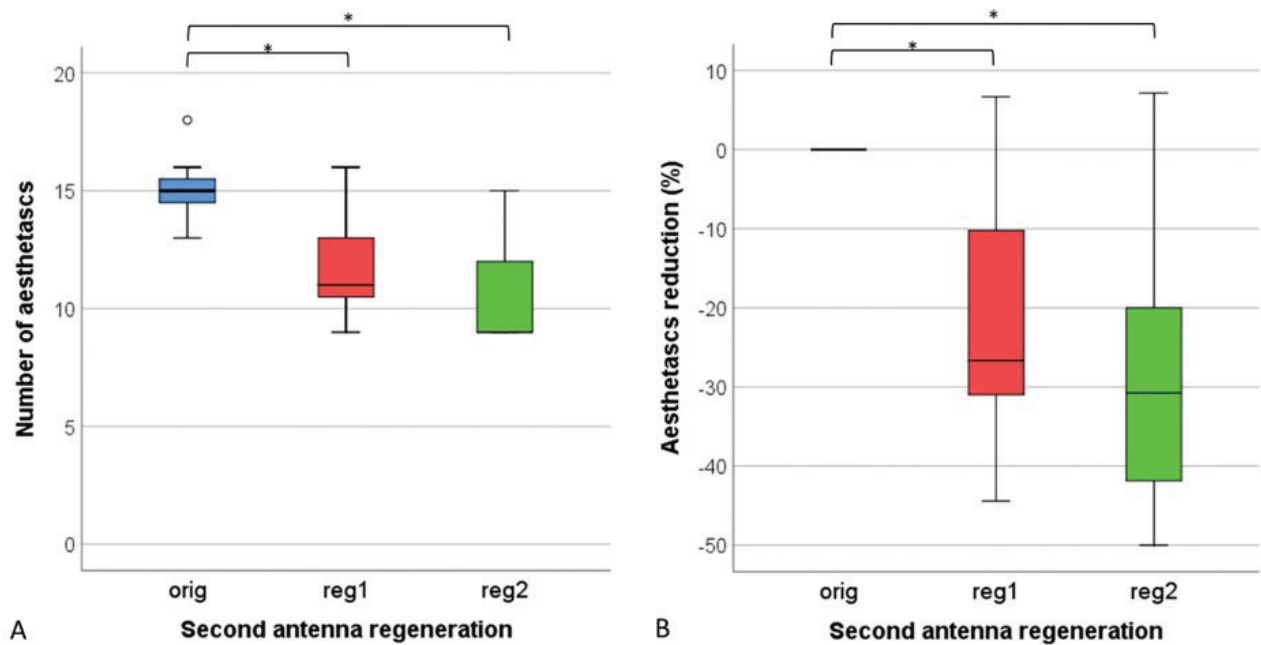 *
*
20
15
10
5
0
Number of aesthetascs
orig reg1 reg2
A Second antenna regeneration
*
*
10
0
-10
-20
-30
-40
-50
Aesthetascs reduction (%)
orig reg1 reg2
B Second antenna regeneration